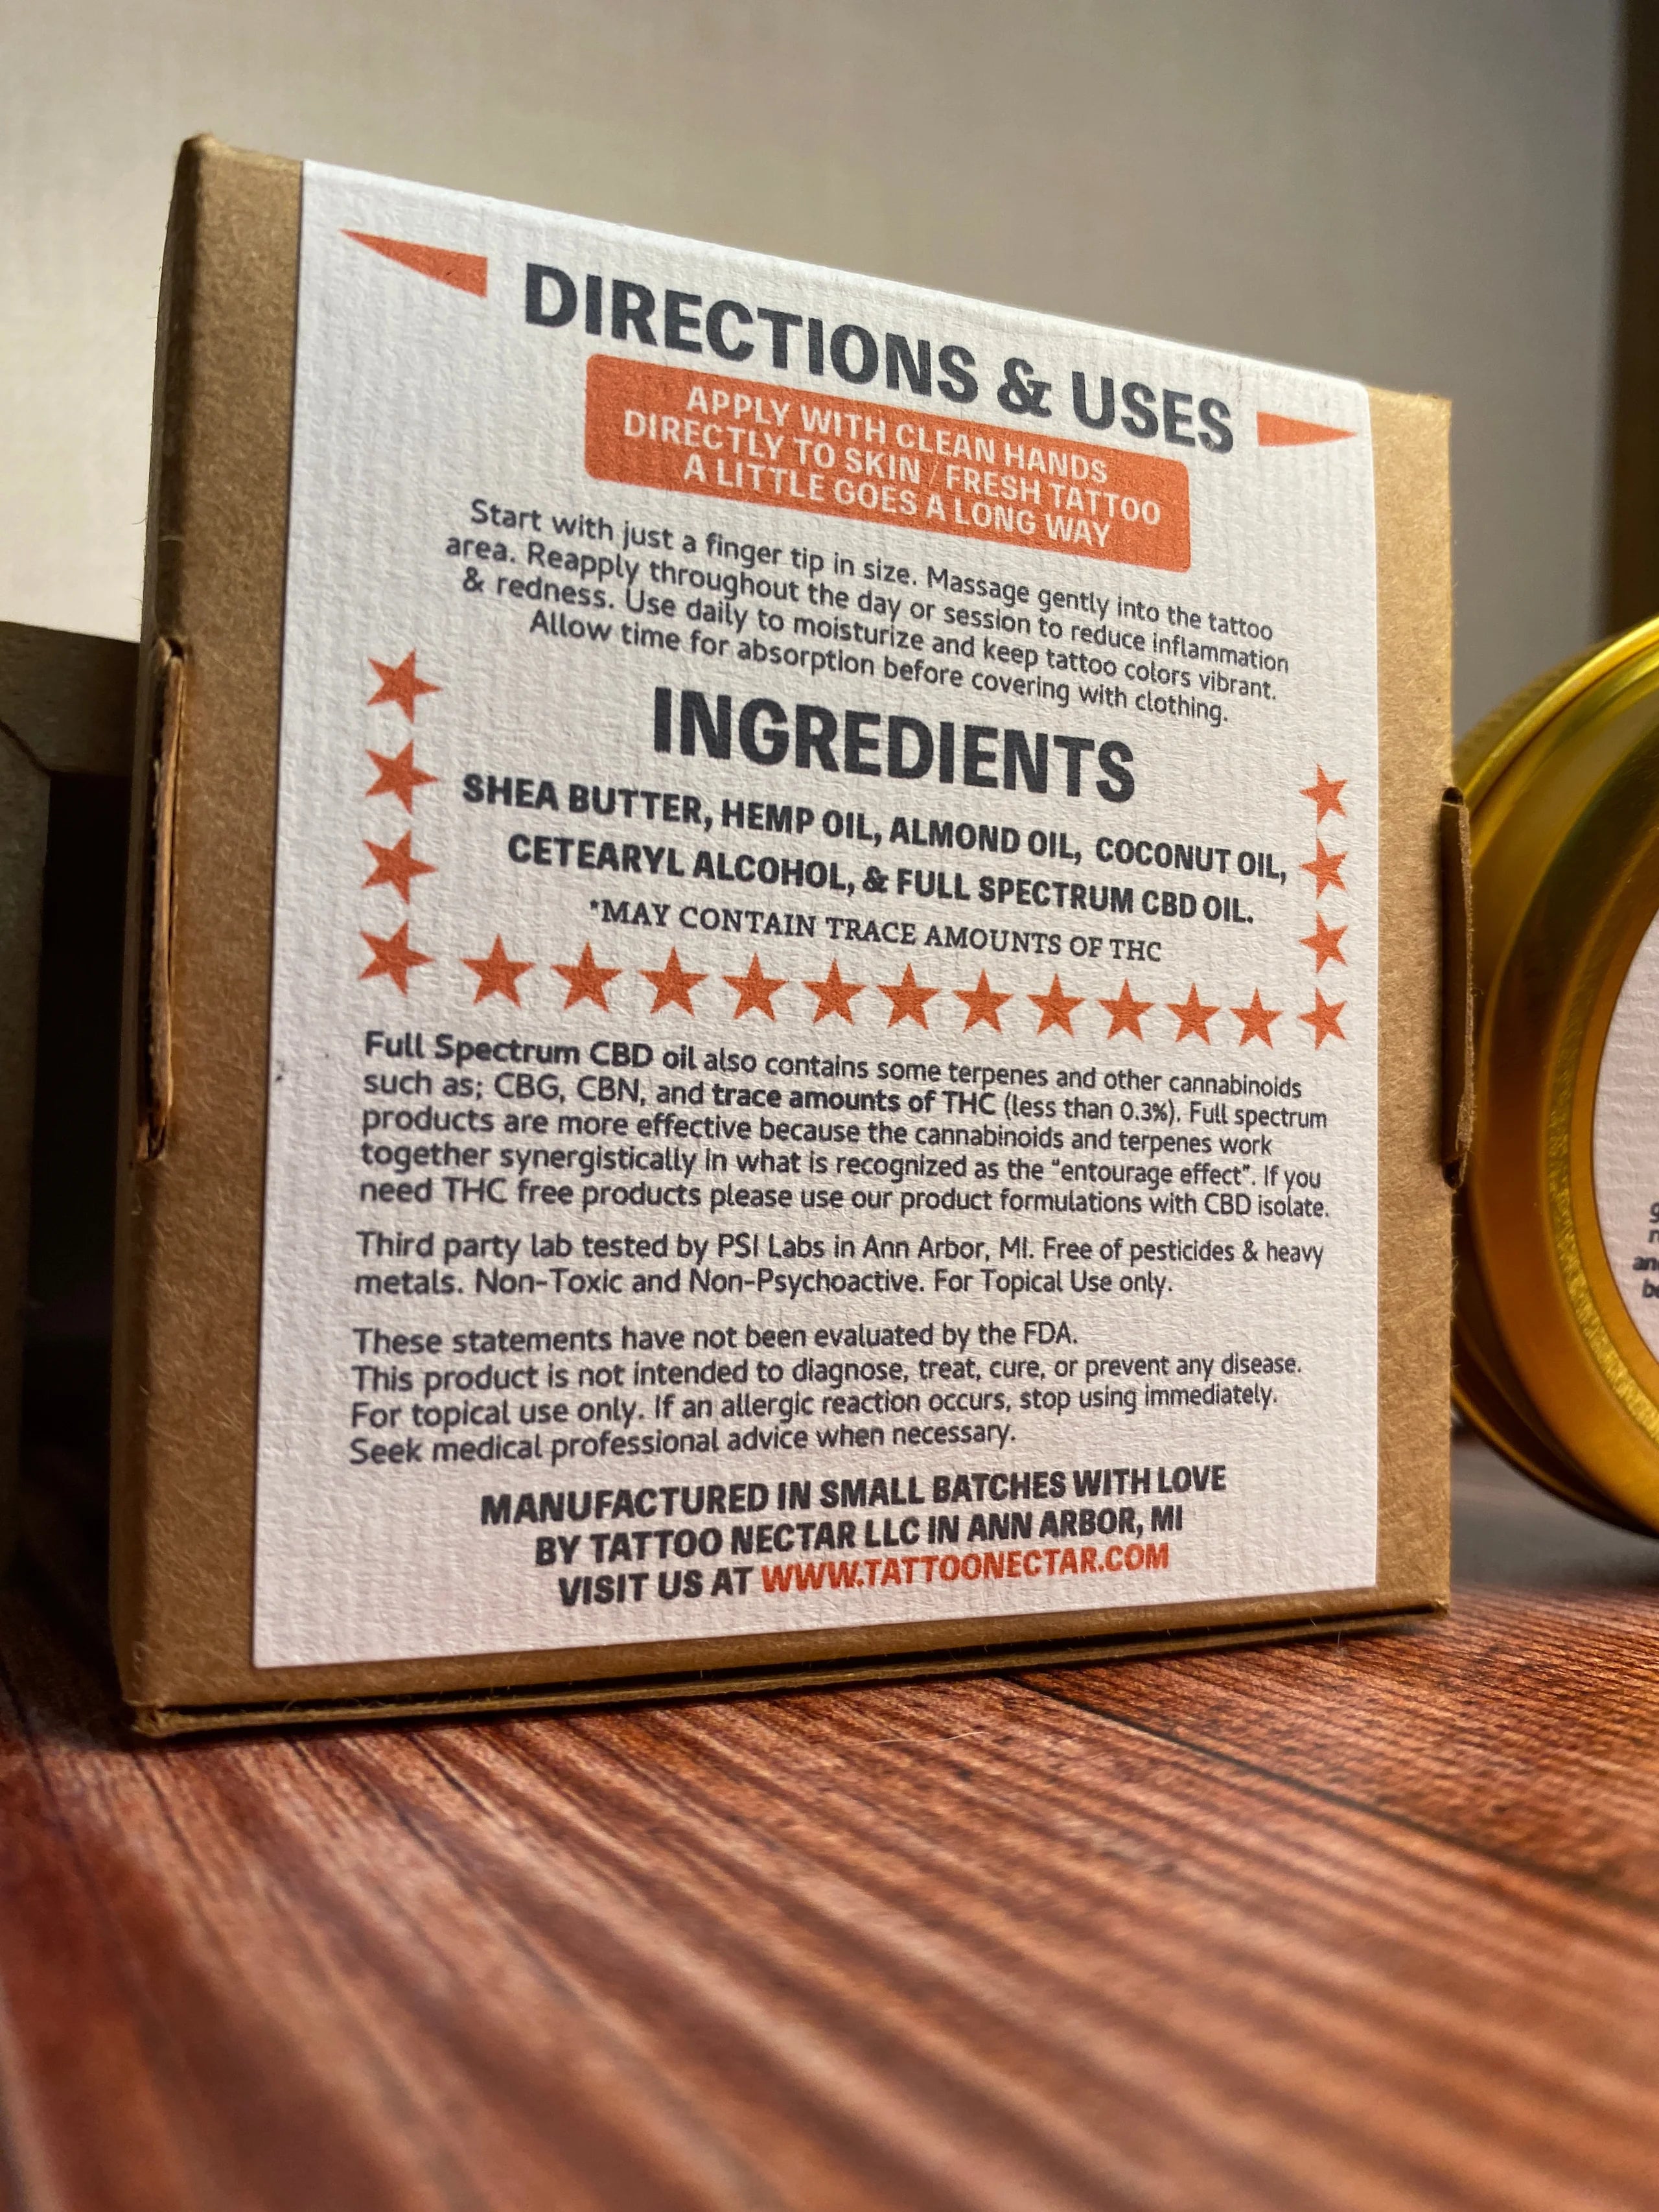 DIRECTIONS & USES
APPLY WITH CLEAN HANDS
DIRECTLY TO SKIN / FRESH TATTOO
A LITTLE GOES A LONG WAY
Start with just a finger tip in size. Massage gently into the tattoo
area. Reapply throughout the day or session to reduce inflammation
& redness. Use daily to moisturize and keep tattoo colors vibrant.
Allow time for absorption before covering with clothing.
INGREDIENTS
SHEA BUTTER, HEMP OIL, ALMOND OIL, COCONUT OIL,
CETEARYL ALCOHOL, & FULL SPECTRUM CBD OIL.
*MAY CONTAIN TRACE AMOUNTS OF THC
Full Spectrum CBD oil also contains some terpenes and other cannabinoids
such as; CBG, CBN, and trace amounts of THC (less than 0.3%). Full spectrum
products are more effective because the cannabinoids and terpenes work
together synergistically in what is recognized as the "entourage effect". If you
need THC free products please use our product formulations with CBD isolate.
Third party lab tested by PSI Labs in Ann Arbor, MI. Free of pesticides & heavy
metals. Non-Toxic and Non-Psychoactive. For Topical Use only.
These statements have not been evaluated by the FDA.
This product is not intended to diagnose, treat, cure, or prevent any disease.
For topical use only. If an allergic reaction occurs, stop using immediately.
Seek medical professional advice when necessary.
MANUFACTURED IN SMALL BATCHES WITH LOVE
BY TATTOO NECTAR LLC IN ANN ARBOR, MI
VISIT US AT WWW.TATTOONECTAR.COM